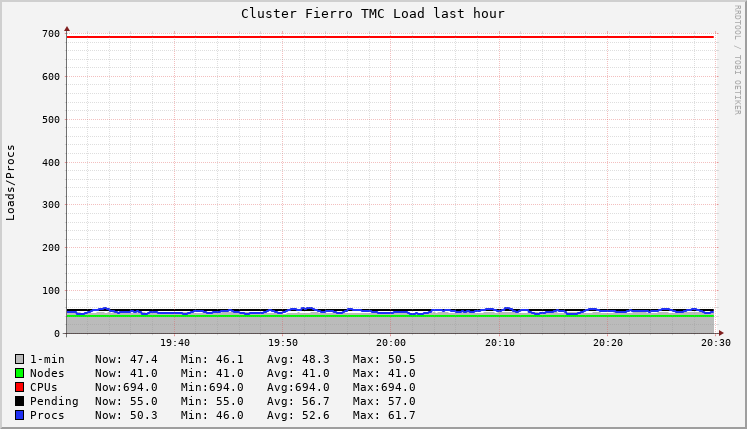 Cluster Fierro TMC Load last hour
RRDTOOL / TOBI OETIKER
Loads/Procs
700
600
500
400
300
200
100
0
19:40 19:50 20:00 20:10 20:20 20:30
1-min Now: 47.4 Min: 46.1 Avg: 48.3 Max: 50.5
Nodes Now: 41.0 Min: 41.0 Avg: 41.0 Max: 41.0
CPUs Now:694.0 Min:694.0 Avg:694.0 Max:694.0
Pending Now: 55.0 Min: 55.0 Avg: 56.7 Max: 57.0
Procs Now: 50.3 Min: 46.0 Avg: 52.6 Max: 61.7